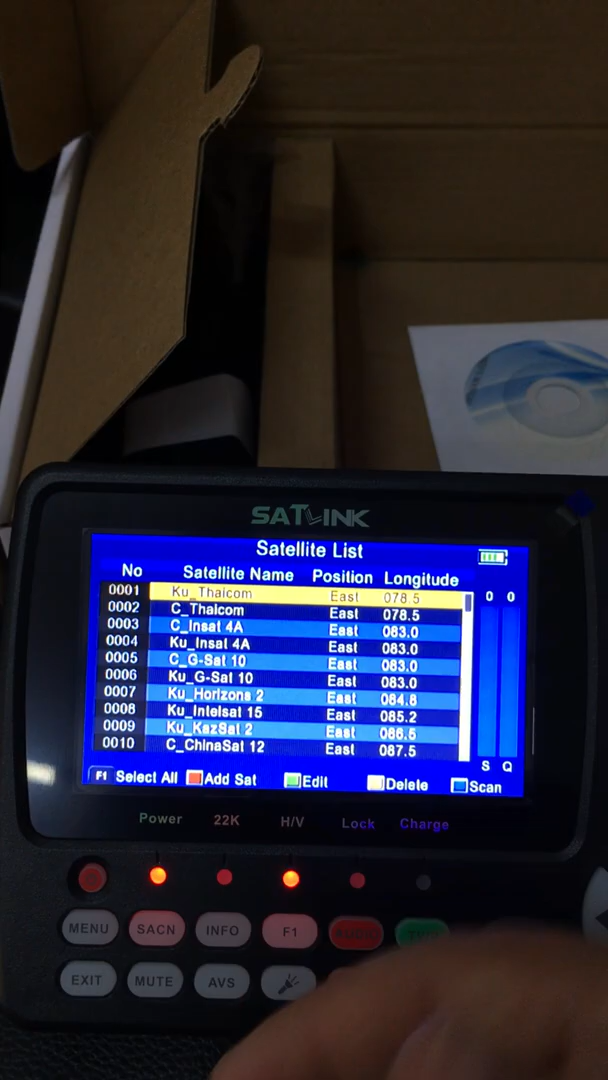 SATLINK
Satellite List
No Satellite Name Position Longitude
0001 Ku_Thaicom East 078.5 0 0
0002 C_Thaicom East 078.5
0003 C_Insat 4A East 083.0
0004 Ku_Insat 4A East 083.0
0005 C_G-Sat 10 East 083.0
0006 Ku_G-Sat 10 East 083.0
0007 Ku_Horizons 2 East 084.8
0008 Ku_Intelsat 15 East 085.2
0009 Ku_KazSat 2 East 086.5
0010 C_ChinaSat 12 East 087.5
S Q
F1 Select All Add Sat Edit Delete Scan
Power 22K H/V Lock Charge
MENU SACN INFO F1
EXIT MUTE AVS